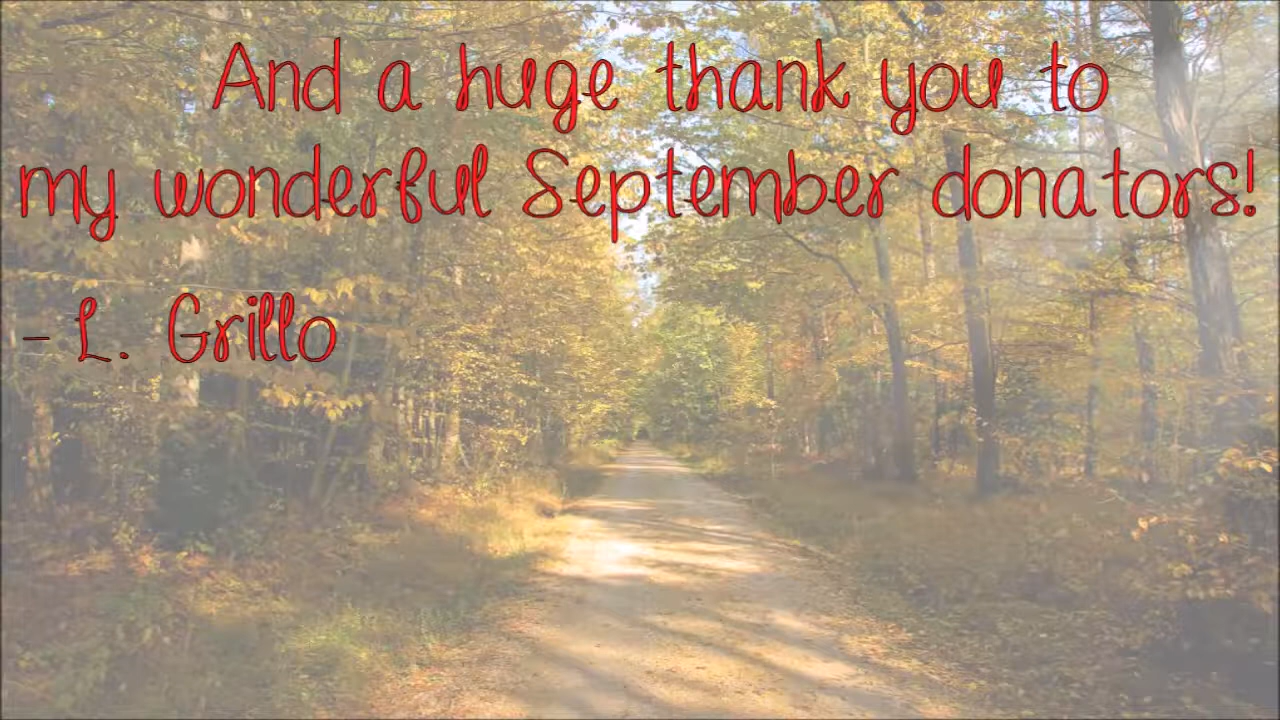 And a huge thank you to
my wonderful September donators!
- L. Grillo